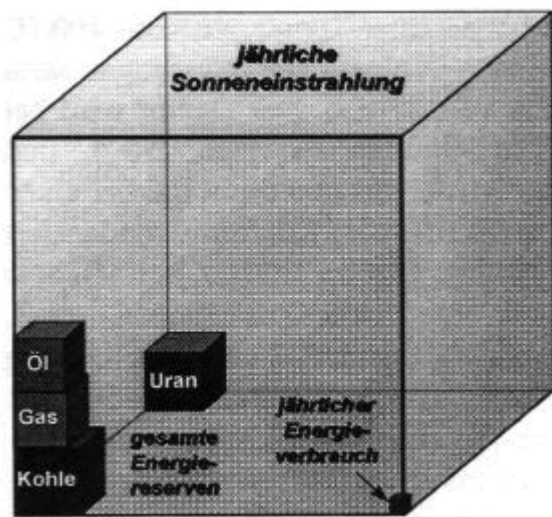 jährliche
Sonneneinstrahlung
Öl
Gas
Kohle
Uran
gesamte
Energie-
reserven
jährlicher
Energie-
verbrauch